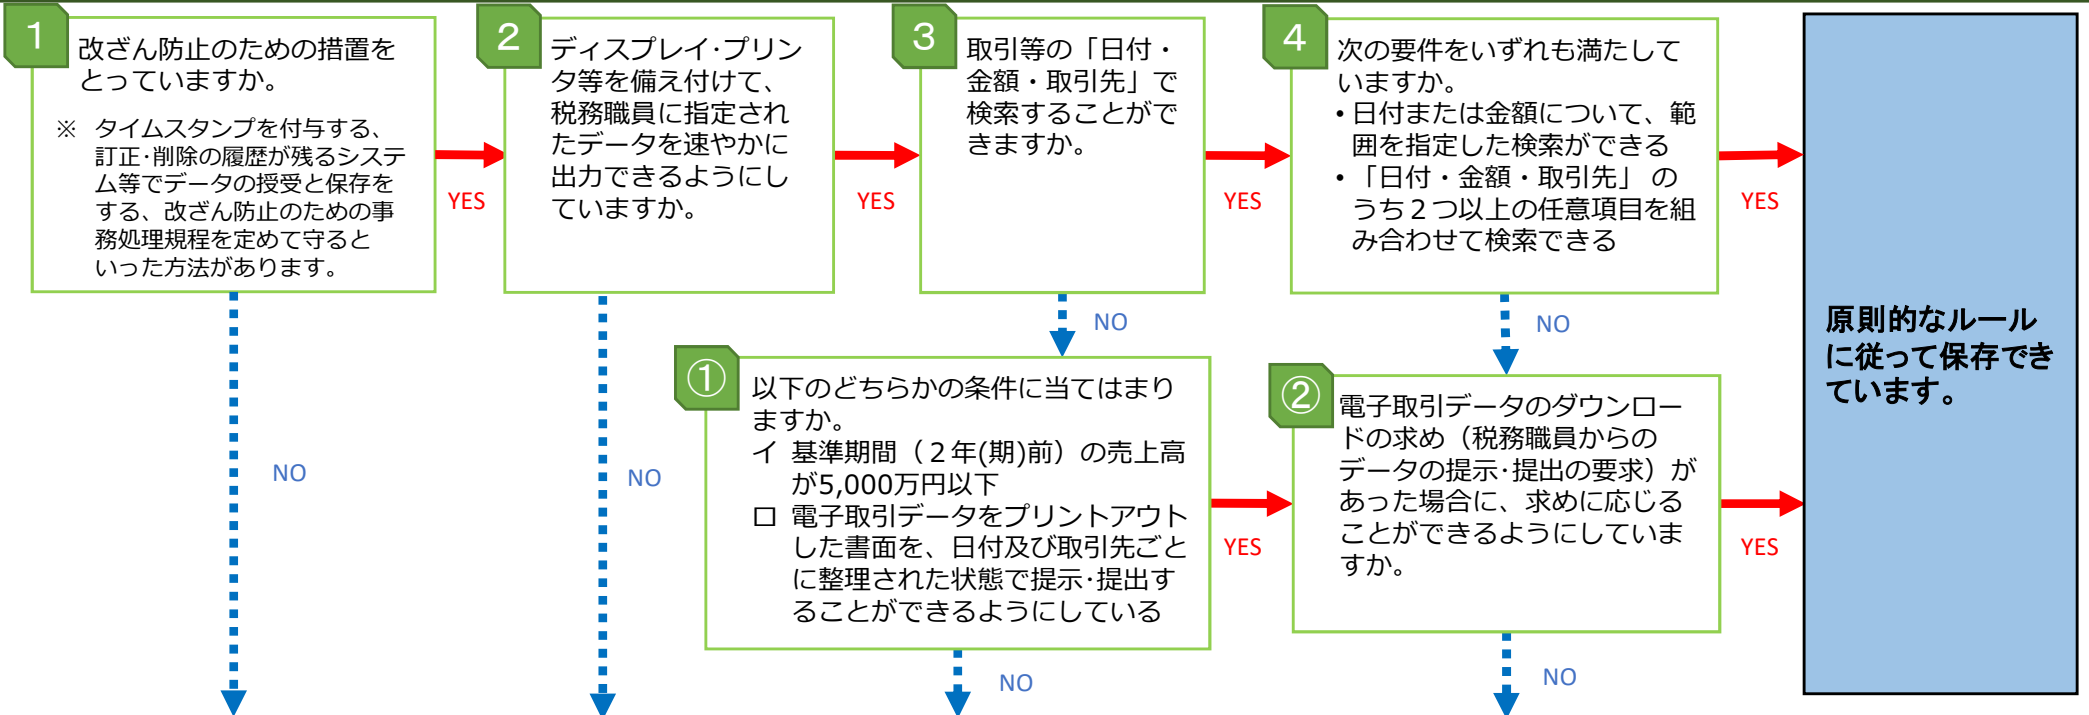 1
改ざん防止のための措置を
とっていますか。
※ タイムスタンプを付与する、
訂正･削除の履歴が残るシステ
ム等でデータの授受と保存を
する、改ざん防止のための事
務処理規程を定めて守ると
いった方法があります。
YES
NO
2
ディスプレイ･プリン
タ等を備え付けて、
税務職員に指定され
たデータを速やかに
出力できるようにし
ていますか。
YES
NO
3
取引等の「日付・
金額・取引先」で
検索することがで
きますか。
YES
NO
4
次の要件をいずれも満たして
いますか。
• 日付または金額について、範
囲を指定した検索ができる
• 「日付・金額・取引先」 の
うち２つ以上の任意項目を組
み合わせて検索できる
YES
NO
①
以下のどちらかの条件に当てはまり
ますか。
イ 基準期間（２年(期)前）の売上高
が5,000万円以下
ロ 電子取引データをプリントアウト
した書面を、日付及び取引先ごと
に整理された状態で提示･提出す
ることができるようにしている
YES
NO
②
電子取引データのダウンロー
ドの求め（税務職員からの
データの提示･提出の要求）が
あった場合に、求めに応じる
ことができるようにしていま
すか。
YES
NO
原則的なルール
に従って保存でき
ています。